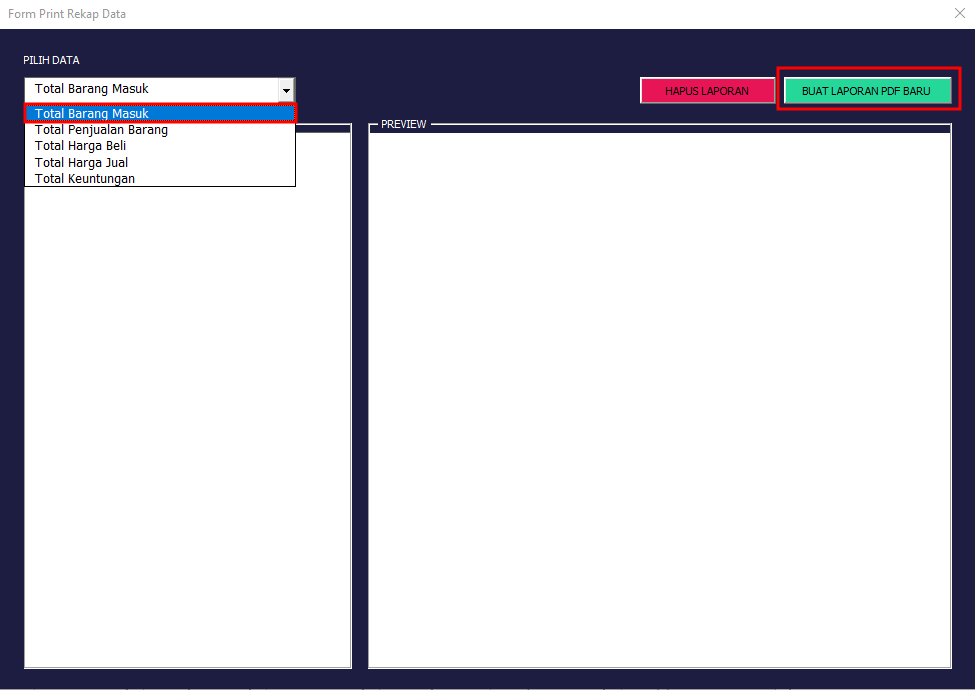 Form Print Rekap Data
PILIH DATA
Total Barang Masuk
HAPUS LAPORAN
BUAT LAPORAN PDF BARU
Total Barang Masuk
Total Penjualan Barang
Total Harga Beli
Total Harga Jual
Total Keuntungan
PREVIEW